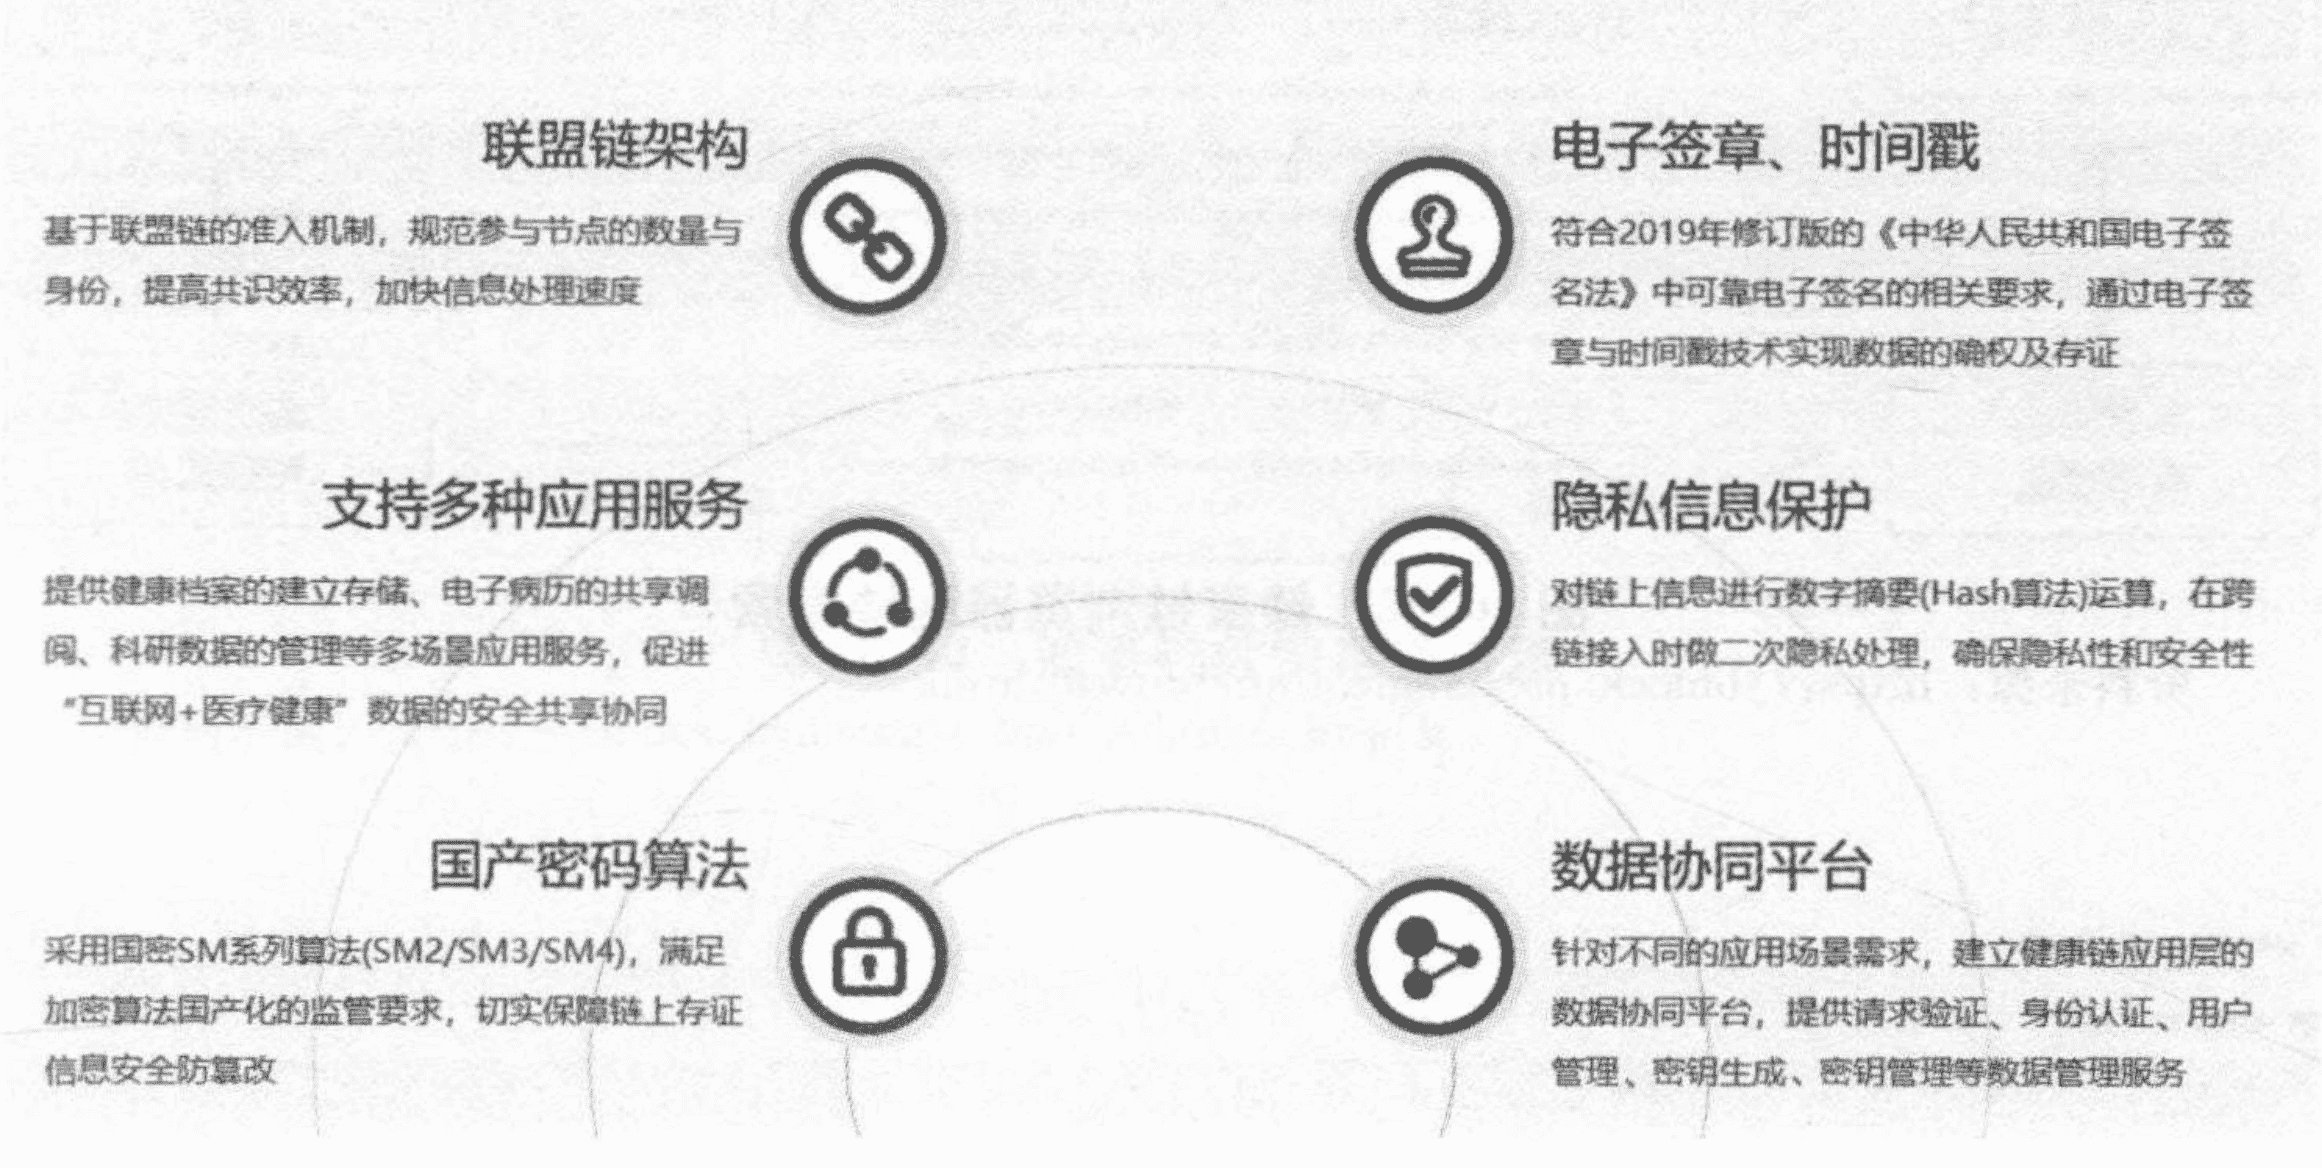 联盟链架构
基于联盟链的准入机制，规范参与节点的数量与
身份，提高共识效率，加快信息处理速度
电子签章、时间戳
符合2019年修订版的《中华人民共和国电子签
名法》中可靠电子签名的相关要求，通过电子签
章与时间戳技术实现数据的确权及存证
支持多种应用服务
提供健康档案的建立存储、电子病历的共享调
阅、科研数据的管理等多场景应用服务，促进
“互联网+医疗健康”数据的安全共享协同
隐私信息保护
对链上信息进行数字摘要(Hash算法)运算，在跨
链接入时做二次隐私处理，确保隐私性和安全性
国产密码算法
采用国密SM系列算法(SM2/SM3/SM4)，满足
加密算法国产化的监管要求，切实保障链上存证
信息安全防篡改
数据协同平台
针对不同的应用场景需求，建立健康链应用层的
数据协同平台，提供请求验证、身份认证、用户
管理、密钥生成、密钥管理等数据管理服务